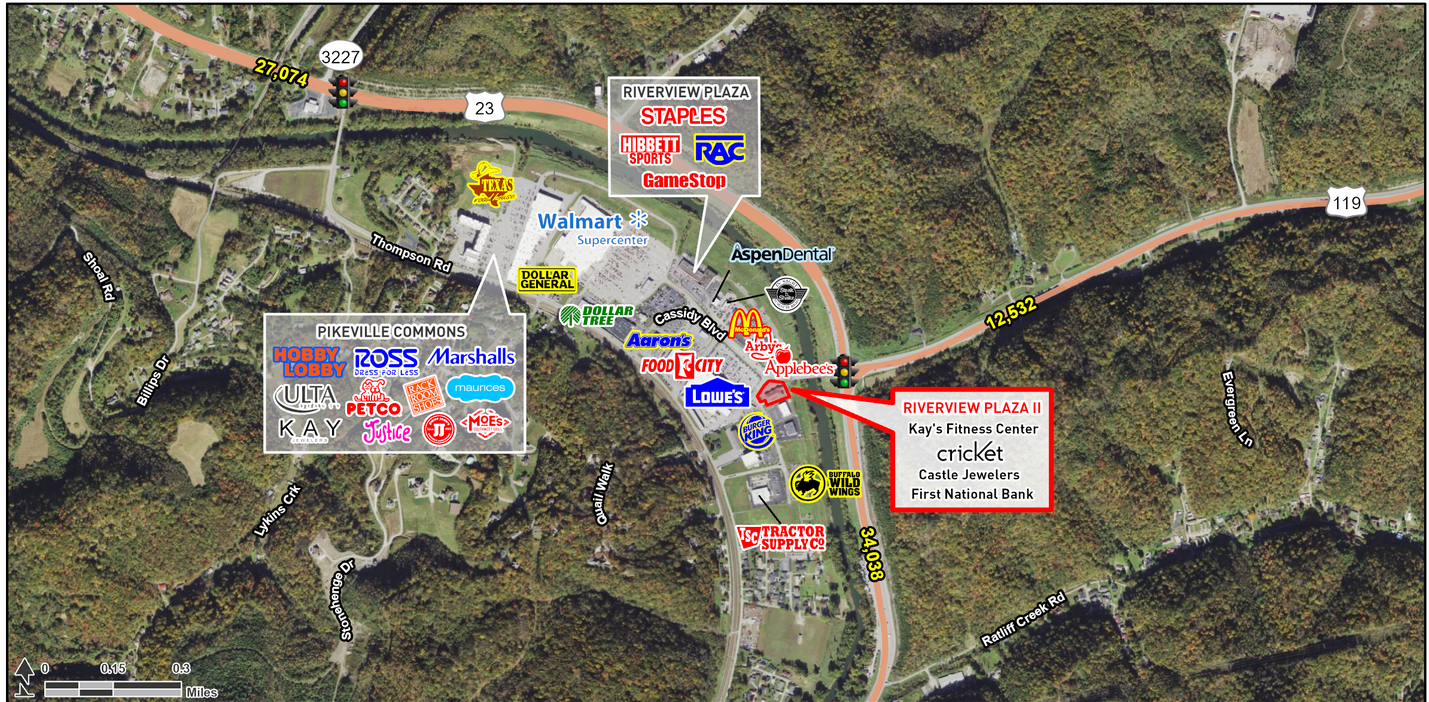 3227
27,074
23
RIVERVIEW PLAZA
STAPLES
HIBBETT
SPORTS
RAC
GameStop
TEXAS
119
Walmart
Supercenter
Thompson Rd
AspenDental
Shoal Rd
DOLLAR
GENERAL
DOLLAR
TREE
Cassidy Blvd
McDonald's
12,532
PIKEVILLE COMMONS
HOBBY
LOBBY
ROSS
DRESS FOR LESS
Marshalls
ULTA
PETCO
RACK
ROOM
SHOES
maurices
KAY
JEWELERS
Justice
JJ
MOE'S
Aaron's
Arby's
FOOD CITY
Applebee's
LOWE'S
Billips Dr
RIVERVIEW PLAZA II
Kay's Fitness Center
cricket
Castle Jewelers
First National Bank
Evergreen Ln
BURGER
KING
BUFFALO
WILD
WINGS
Quail Walk
Lykins Crk
TSC TRACTOR
SUPPLY CO
34,038
Stonehenge Dr
Ratliff Creek Rd
N
0 0.15 0.3
Miles